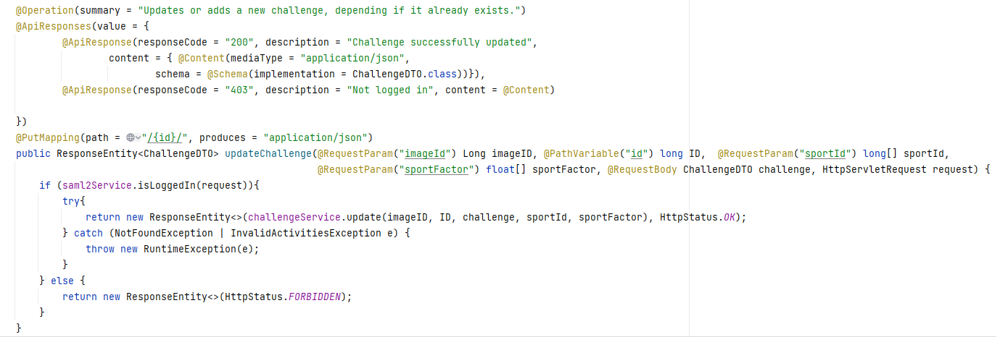 @Operation(summary = "Updates or adds a new challenge, depending if it already exists.")
@ApiResponses(value = {
@ApiResponse(responseCode = "200", description = "Challenge successfully updated",
content = { @Content(mediaType = "application/json",
schema = @Schema(implementation = ChallengeDTO.class))}),
@ApiResponse(responseCode = "403", description = "Not logged in", content = @Content)
})
@PutMapping(path = "/{id}/", produces = "application/json")
public ResponseEntity<ChallengeDTO> updateChallenge(@RequestParam("imageId") Long imageID, @PathVariable("id") long ID,  @RequestParam("sportId") long[] sportId,
@RequestParam("sportFactor") float[] sportFactor, @RequestBody ChallengeDTO challenge, HttpServletRequest request) {
if (saml2Service.isLoggedIn(request)){
try{
return new ResponseEntity<>(challengeService.update(imageID, ID, challenge, sportId, sportFactor), HttpStatus.OK);
} catch (NotFoundException | InvalidActivitiesException e) {
throw new RuntimeException(e);
}
} else {
return new ResponseEntity<>(HttpStatus.FORBIDDEN);
}
}